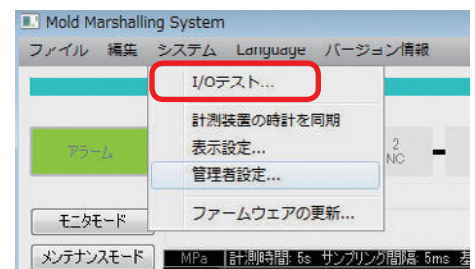 Mold Marshalling System
ファイル 編集 システム Language バージョン情報
I/Oテスト...
計測装置の時計を同期
アラーム
表示設定...
2
NC
管理者設定...
モニタモード
ファームウェアの更新...
メンテナンスモード
MPa 計測時間: 5s サンプリング間隔: 5ms